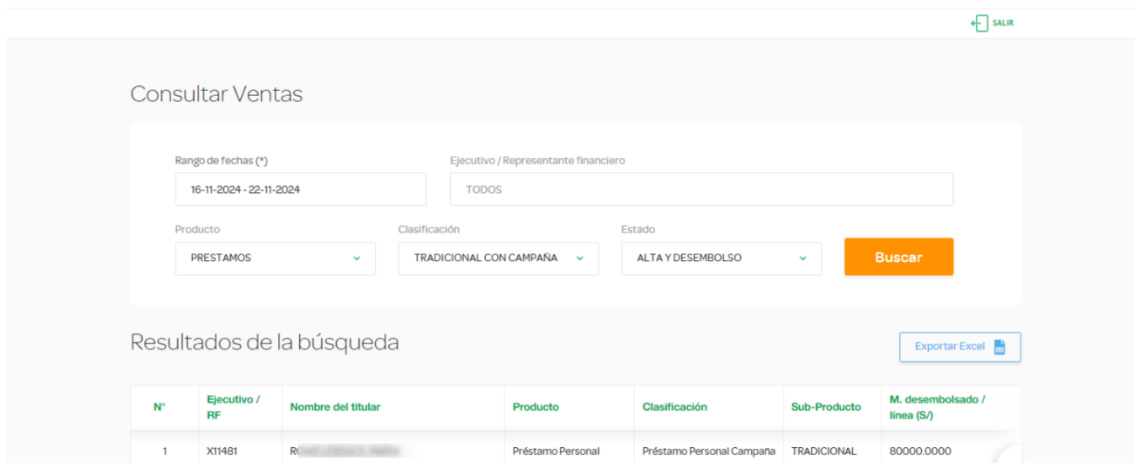 SALIR
Consultar Ventas
Rango de fechas (*)
Ejecutivo / Representante financiero
16-11-2024 - 22-11-2024
TODOS
Producto
Clasificación
Estado
PRESTAMOS
TRADICIONAL CON CAMPAÑA
ALTA Y DESEMBOLSO
Buscar
Resultados de la búsqueda
Exportar Excel
N°
Ejecutivo / RF
Nombre del titular
Producto
Clasificación
Sub-Producto
M. desembolsado / línea (S/)
1
X11481
Préstamo Personal
Préstamo Personal Campaña
TRADICIONAL
80000.0000